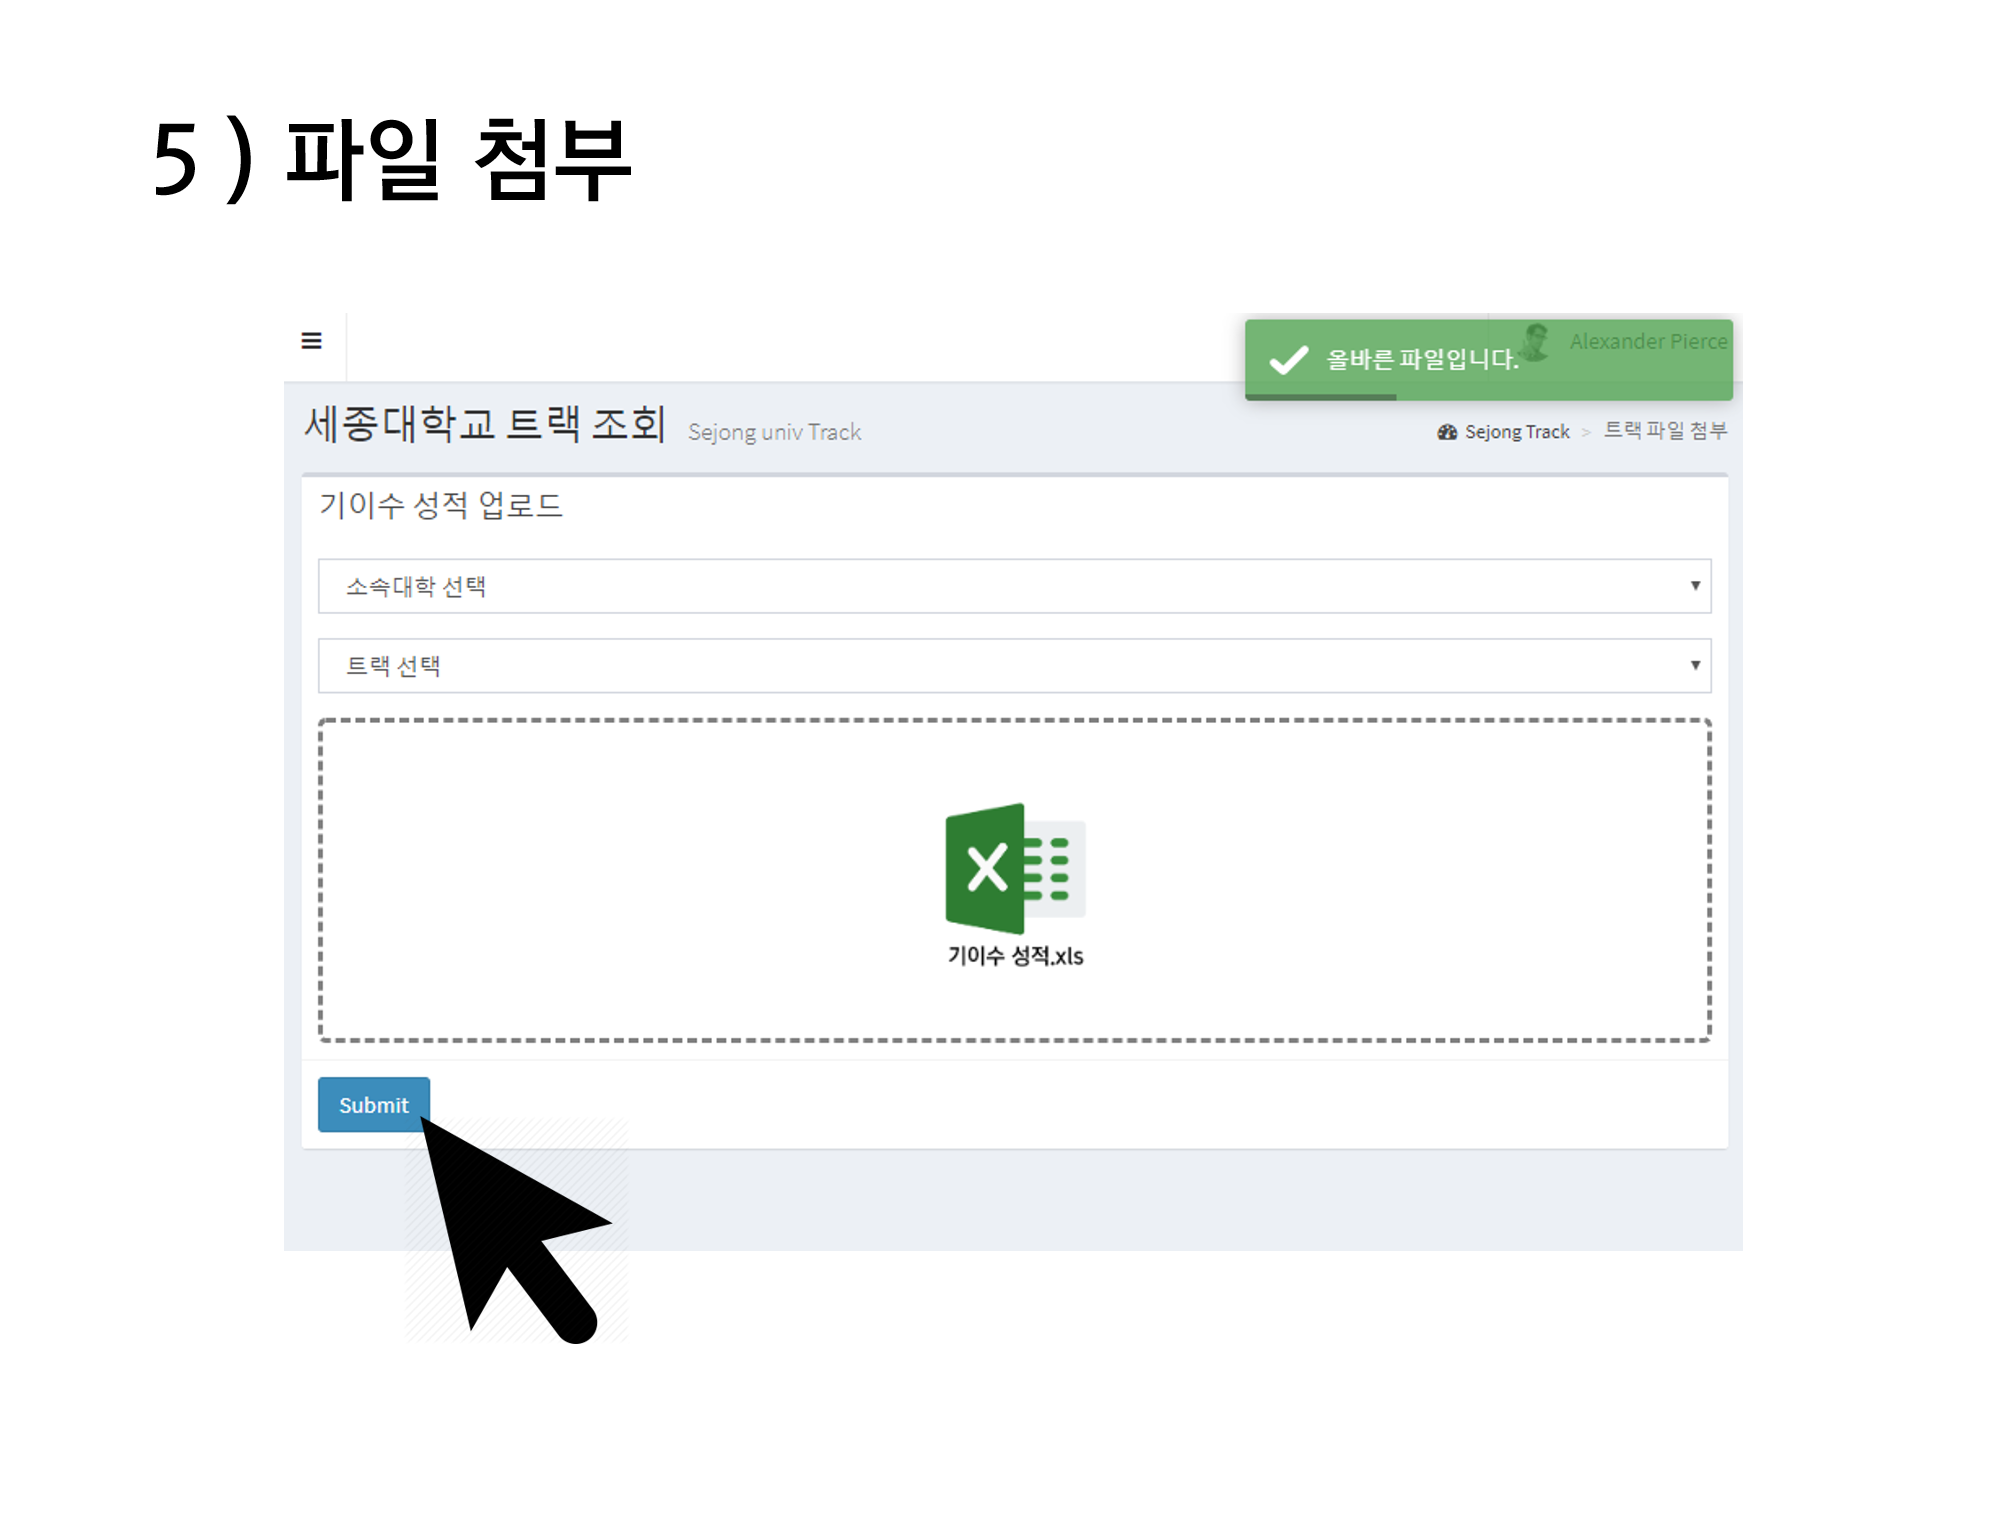 5 ) 파일 첨부
올바른 파일입니다.
Alexander Pierce
세종대학교 트랙 조회 Sejong univ Track
Sejong Track > 트랙 파일 첨부
기이수 성적 업로드
소속대학 선택
트랙 선택
X
기이수 성적.xls
Submit